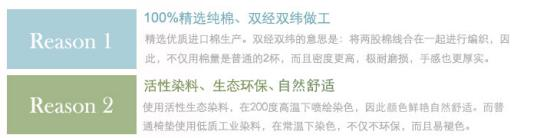 Reason 1
100%精选纯棉、双经双纬做工
精选优质进口棉生产。双经双纬的意思是：将两股棉线合在一起进行编织，因
此，不仅用棉量是普通的2杯，而且密度更高，极耐磨损，手感也更厚实。
Reason 2
活性染料、生态环保、自然舒适
使用活性生态染料，在200度高温下喷绘染色，因此颜色鲜艳自然舒适。而普
通椅垫使用低质工业染料，在常温下染色，不仅不环保，而且易褪色。